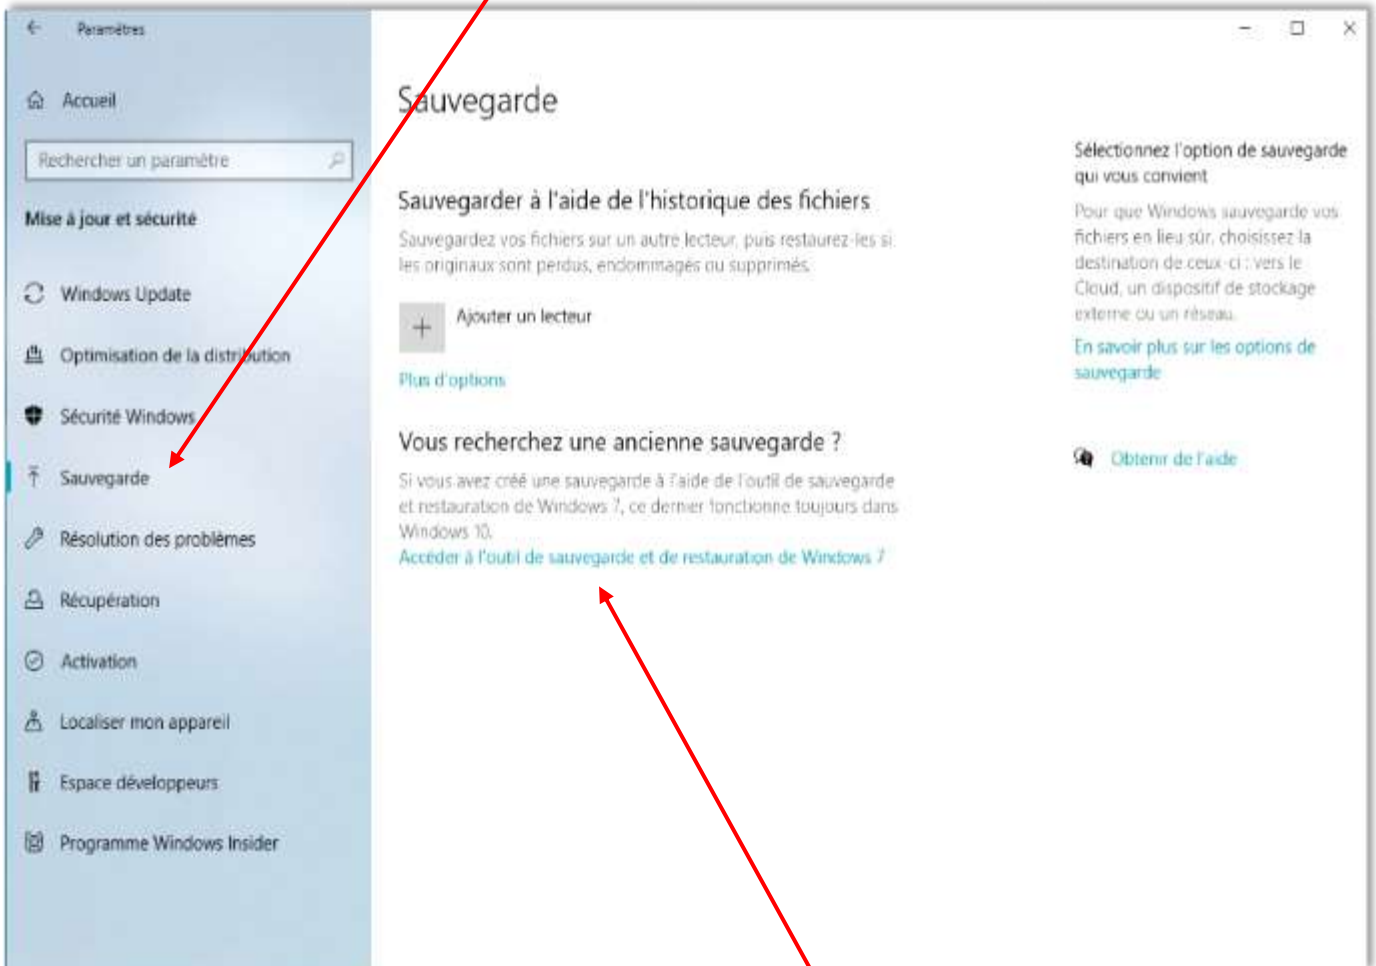 Paramètres
Accueil
Rechercher un paramètre
Mise à jour et sécurité
Windows Update
Optimisation de la distribution
Sécurité Windows
Sauvegarde
Résolution des problèmes
Récupération
Activation
Localiser mon appareil
Espace développeurs
Programme Windows Insider
Sauvegarde
Sauvegarder à l'aide de l'historique des fichiers
Sauvegardez vos fichiers sur un autre lecteur, puis restaurez-les si
les originaux sont perdus, endommagés ou supprimés.
Ajouter un lecteur
Plus d'options
Vous recherchez une ancienne sauvegarde ?
Si vous avez créé une sauvegarde à l'aide de l'outil de sauvegarde
et restauration de Windows 7, ce dernier fonctionne toujours dans
Windows 10.
Accéder à l'outil de sauvegarde et de restauration de Windows 7
Sélectionnez l'option de sauvegarde
qui vous convient
Pour que Windows sauvegarde vos
fichiers en lieu sûr, choisissez la
destination de ceux-ci : vers le
Cloud, un dispositif de stockage
externe ou un réseau.
En savoir plus sur les options de
sauvegarde
Obtenir de l'aide